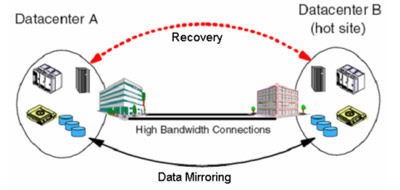 Datacenter A
Datacenter B
(hot site)
Recovery
High Bandwidth Connections
Data Mirroring